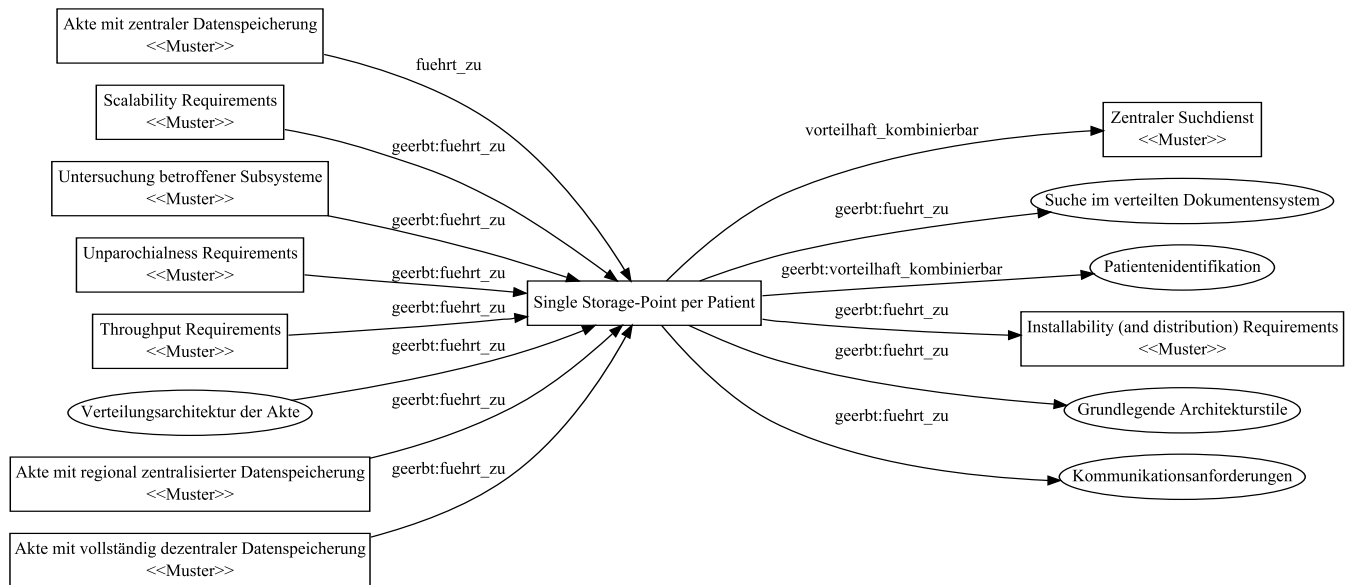 Akte mit zentraler Datenspeicherung
<<Muster>>
fuehrt_zu
Scalability Requirements
<<Muster>>
geerbt:fuehrt_zu
Untersuchung betroffener Subsysteme
<<Muster>>
geerbt:fuehrt_zu
Unparochialness Requirements
<<Muster>>
geerbt:fuehrt_zu
Throughput Requirements
<<Muster>>
geerbt:fuehrt_zu
Verteilungsarchitektur der Akte
geerbt:fuehrt_zu
Akte mit regional zentralisierter Datenspeicherung
<<Muster>>
geerbt:fuehrt_zu
Akte mit vollständig dezentraler Datenspeicherung
<<Muster>>
geerbt:fuehrt_zu
Single Storage-Point per Patient
vorteilhaft_kombinierbar
Zentraler Suchdienst
<<Muster>>
geerbt:fuehrt_zu
Suche im verteilten Dokumentensystem
geerbt:vorteilhaft_kombinierbar
Patientenidentifikation
geerbt:fuehrt_zu
Installability (and distribution) Requirements
<<Muster>>
geerbt:fuehrt_zu
Grundlegende Architekturstile
geerbt:fuehrt_zu
Kommunikationsanforderungen